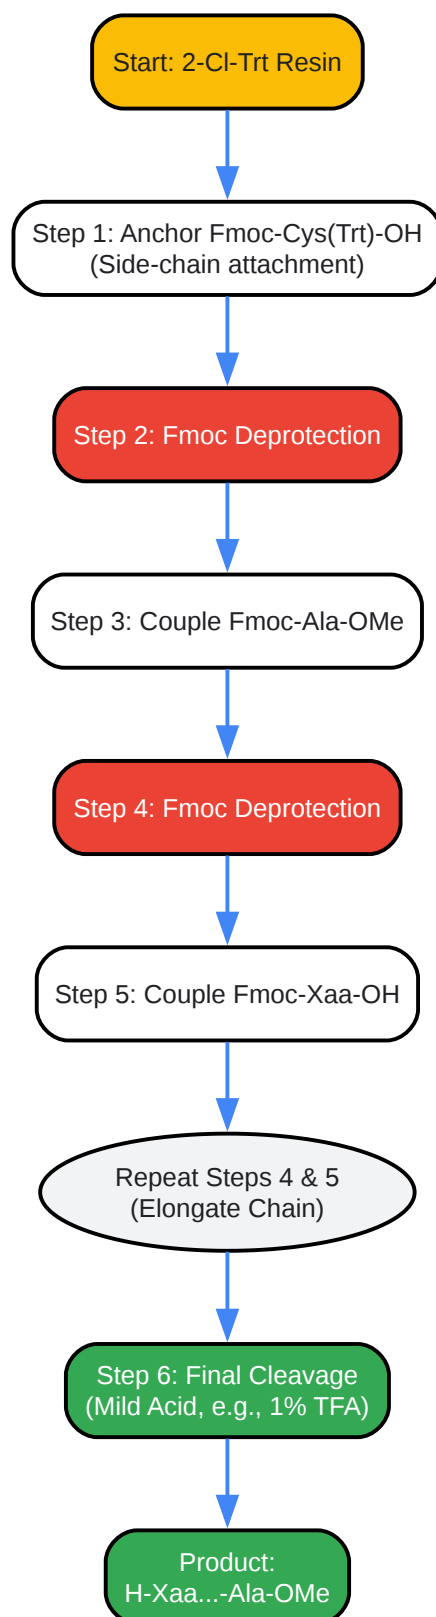 Start: 2-Cl-Trt Resin
Step 1: Anchor Fmoc-Cys(Trt)-OH
(Side-chain attachment)
Step 2: Fmoc Deprotection
Step 3: Couple Fmoc-Ala-OMe
Step 4: Fmoc Deprotection
Step 5: Couple Fmoc-Xaa-OH
Repeat Steps 4 & 5
(Elongate Chain)
Step 6: Final Cleavage
(Mild Acid, e.g., 1% TFA)
Product:
H-Xaa...-Ala-OMe